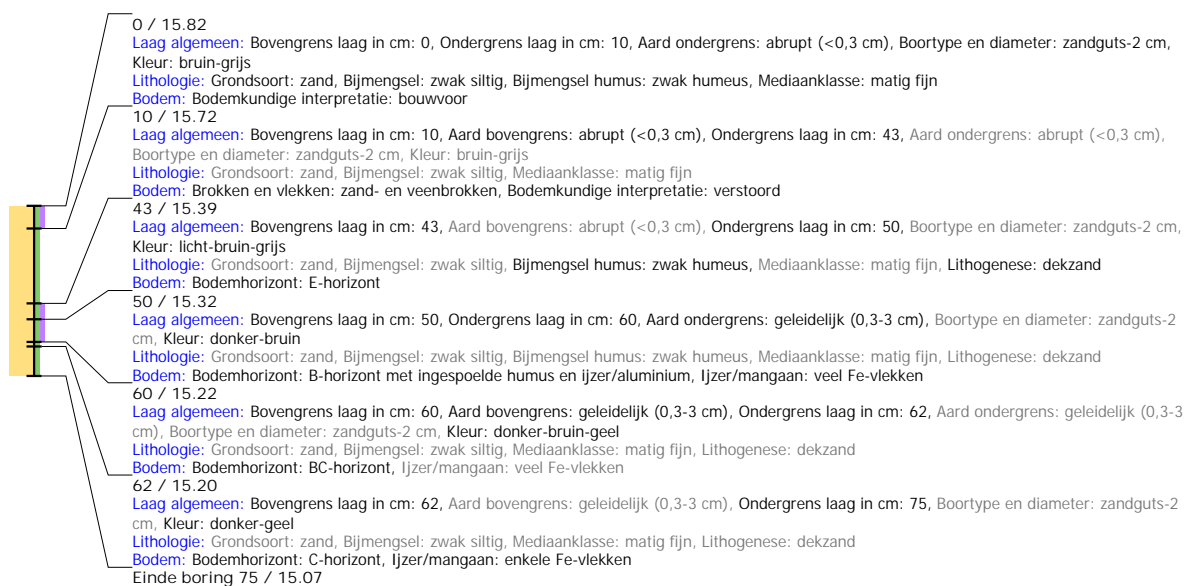 0 / 15.82
Laag algemeen: Bovengrens laag in cm: 0, Ondergrens laag in cm: 10, Aard ondergrens: abrupt (<0,3 cm), Boortype en diameter: zandguts-2 cm,
Kleur: bruin-grijs
Lithologie: Grondsoort: zand, Bijmengsel: zwak siltig, Bijmengsel humus: zwak humeus, Mediaanklasse: matig fijn
Bodem: Bodemkundige interpretatie: bouwvoor
10 / 15.72
Laag algemeen: Bovengrens laag in cm: 10, Aard bovengrens: abrupt (<0,3 cm), Ondergrens laag in cm: 43, Aard ondergrens: abrupt (<0,3 cm),
Boortype en diameter: zandguts-2 cm, Kleur: bruin-grijs
Lithologie: Grondsoort: zand, Bijmengsel: zwak siltig, Mediaanklasse: matig fijn
Bodem: Brokken en vlekken: zand- en veenbrokken, Bodemkundige interpretatie: verstoord
43 / 15.39
Laag algemeen: Bovengrens laag in cm: 43, Aard bovengrens: abrupt (<0,3 cm), Ondergrens laag in cm: 50, Boortype en diameter: zandguts-2 cm,
Kleur: licht-bruin-grijs
Lithologie: Grondsoort: zand, Bijmengsel: zwak siltig, Bijmengsel humus: zwak humeus, Mediaanklasse: matig fijn, Lithogenese: dekzand
Bodem: Bodemhorizont: E-horizont
50 / 15.32
Laag algemeen: Bovengrens laag in cm: 50, Ondergrens laag in cm: 60, Aard ondergrens: geleidelijk (0,3-3 cm), Boortype en diameter: zandguts-2
cm, Kleur: donker-bruin
Lithologie: Grondsoort: zand, Bijmengsel: zwak siltig, Bijmengsel humus: zwak humeus, Mediaanklasse: matig fijn, Lithogenese: dekzand
Bodem: Bodemhorizont: B-horizont met ingespoelde humus en ijzer/aluminium, Ijzer/mangaan: veel Fe-vlekken
60 / 15.22
Laag algemeen: Bovengrens laag in cm: 60, Aard bovengrens: geleidelijk (0,3-3 cm), Ondergrens laag in cm: 62, Aard ondergrens: geleidelijk (0,3-3
cm), Boortype en diameter: zandguts-2 cm, Kleur: donker-bruin-geel
Lithologie: Grondsoort: zand, Bijmengsel: zwak siltig, Mediaanklasse: matig fijn, Lithogenese: dekzand
Bodem: Bodemhorizont: BC-horizont, Ijzer/mangaan: veel Fe-vlekken
62 / 15.20
Laag algemeen: Bovengrens laag in cm: 62, Aard bovengrens: geleidelijk (0,3-3 cm), Ondergrens laag in cm: 75, Boortype en diameter: zandguts-2
cm, Kleur: donker-geel
Lithologie: Grondsoort: zand, Bijmengsel: zwak siltig, Mediaanklasse: matig fijn, Lithogenese: dekzand
Bodem: Bodemhorizont: C-horizont, Ijzer/mangaan: enkele Fe-vlekken
Einde boring 75 / 15.07